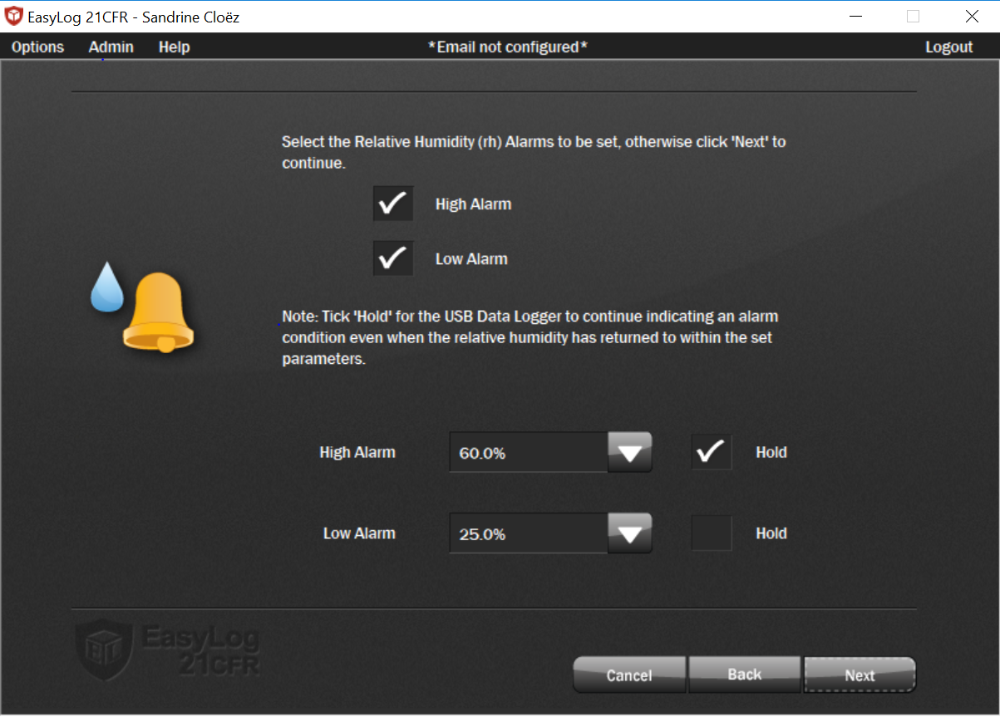 EasyLog 21CFR - Sandrine Cloëz
Options Admin Help *Email not configured* Logout
Select the Relative Humidity (rh) Alarms to be set, otherwise click 'Next' to
continue.
High Alarm
Low Alarm
Note: Tick 'Hold' for the USB Data Logger to continue indicating an alarm
condition even when the relative humidity has returned to within the set
parameters.
High Alarm 60.0% Hold
Low Alarm 25.0% Hold
EL EasyLog
21CFR
Cancel Back Next